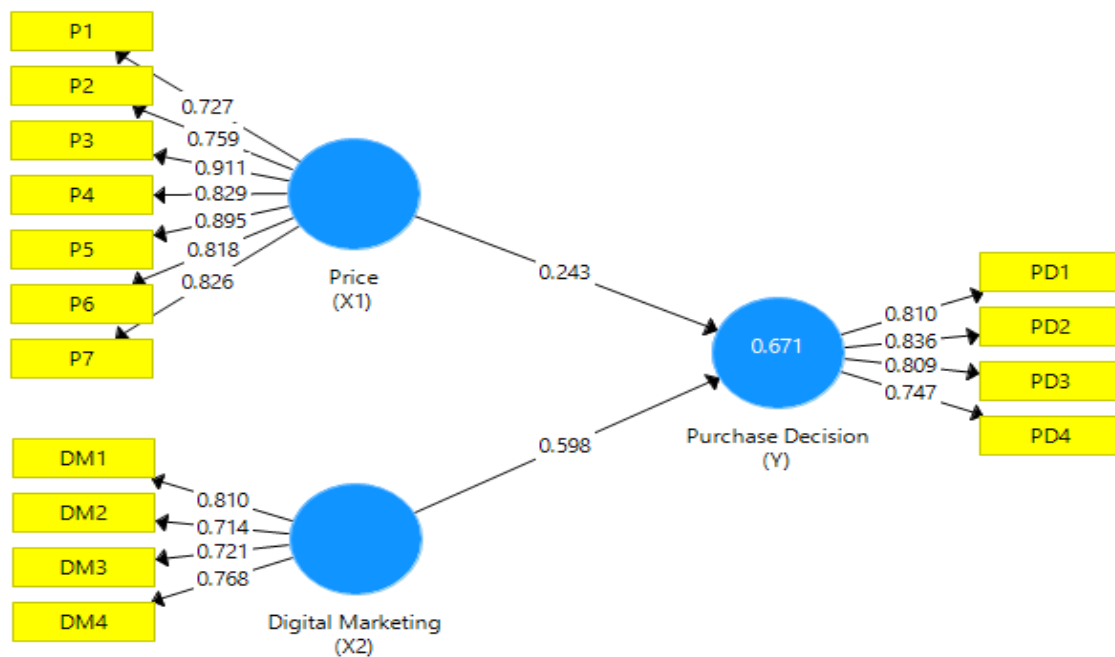 P1
P2
P3
P4
P5
P6
P7
0.727
0.759
0.911
0.829
0.895
0.818
0.826
Price
(X1)
0.243
DM1
DM2
DM3
DM4
0.810
0.714
0.721
0.768
Digital Marketing
(X2)
0.598
0.671
Purchase Decision
(Y)
0.810
0.836
0.809
0.747
PD1
PD2
PD3
PD4